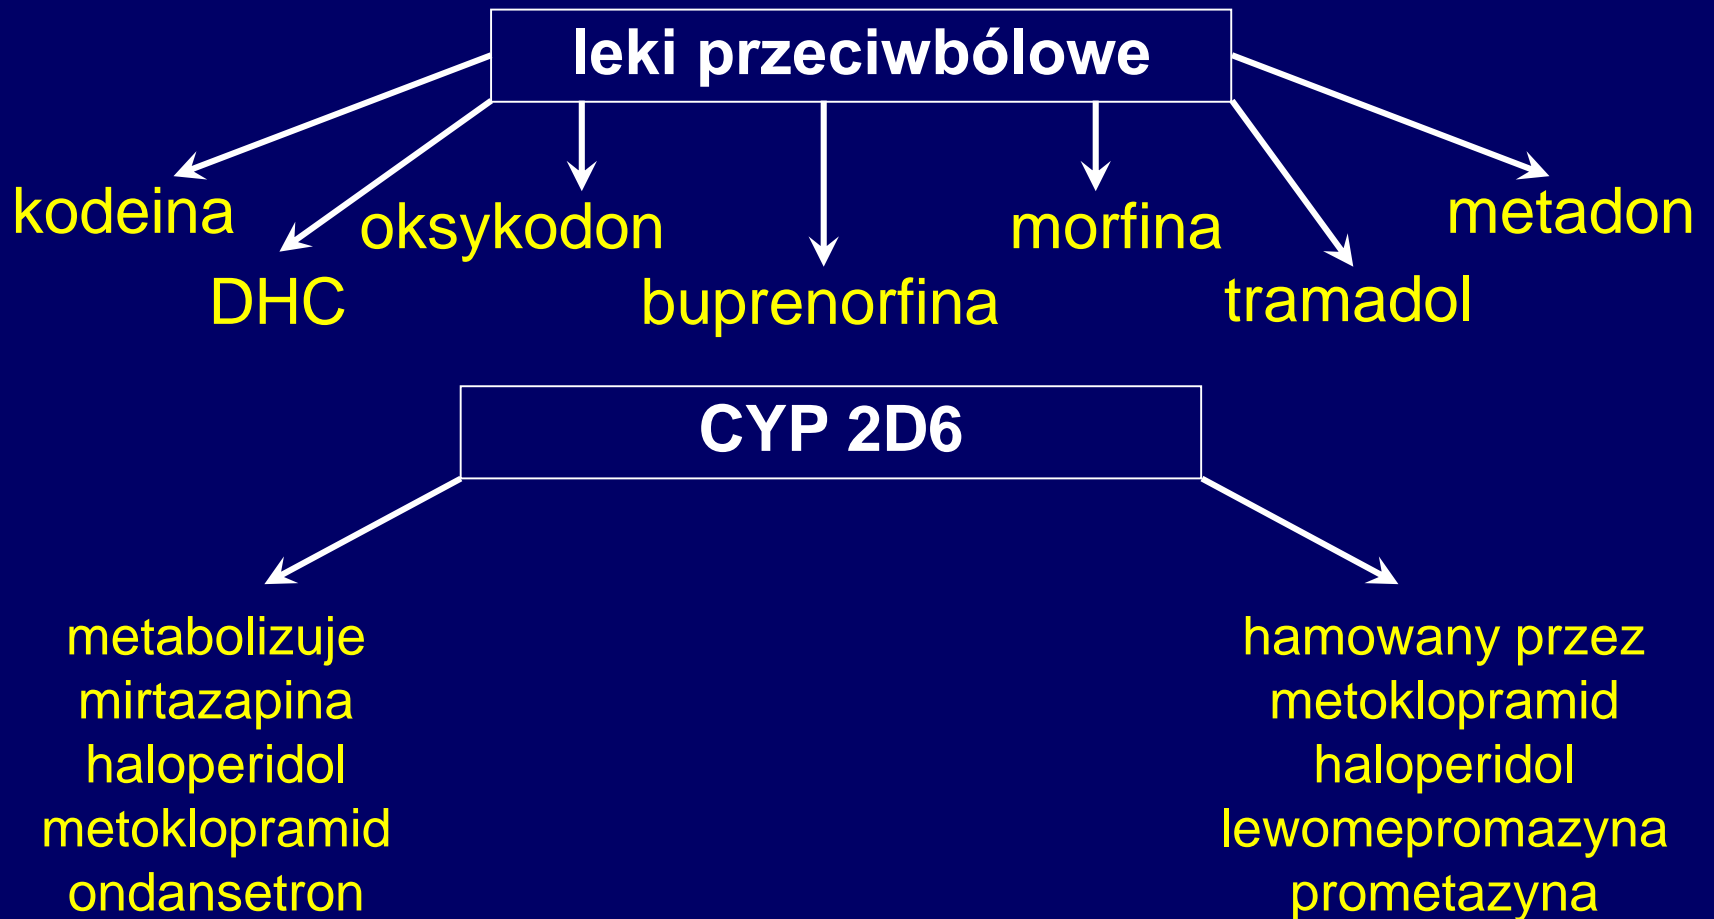 leki przeciwbólowe
kodeina
DHC
oksykodon
buprenorfina
morfina
tramadol
metadon
CYP 2D6
metabolizuje
mirtazapina
haloperidol
metoklopramid
ondansetron
hamowany przez
metoklopramid
haloperidol
lewomepromazyna
prometazyna